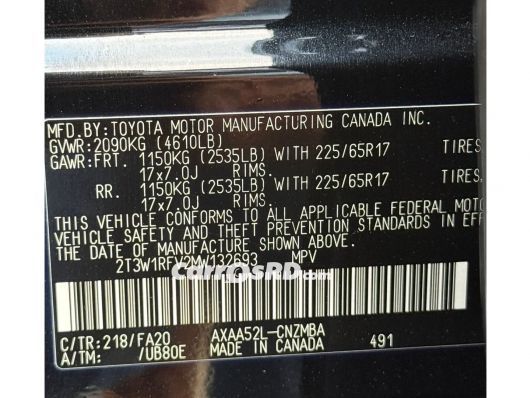 MFD.BY:TOYOTA MOTOR MANUFACTURING CANADA INC.
GVWR:2090KG (4610LB)
GAWR:FRT. 1150KG (2535LB) WITH 225/65R17 TIRES
17x7.0J RIMS.
RR. 1150KG (2535LB) WITH 225/65R17 TIRES
17x7.0J RIMS.
THIS VEHICLE CONFORMS TO ALL APPLICABLE FEDERAL MOTO
VEHICLE SAFETY AND THEFT PREVENTION STANDARDS IN EFF
THE DATE OF MANUFACTURE SHOWN ABOVE.
2T3W1RFV2MW132693 MPV
CarrosRD.com
C/TR:218/FA20 AXAA52L-CNZMBA
A/TM: /UB80E MADE IN CANADA 491